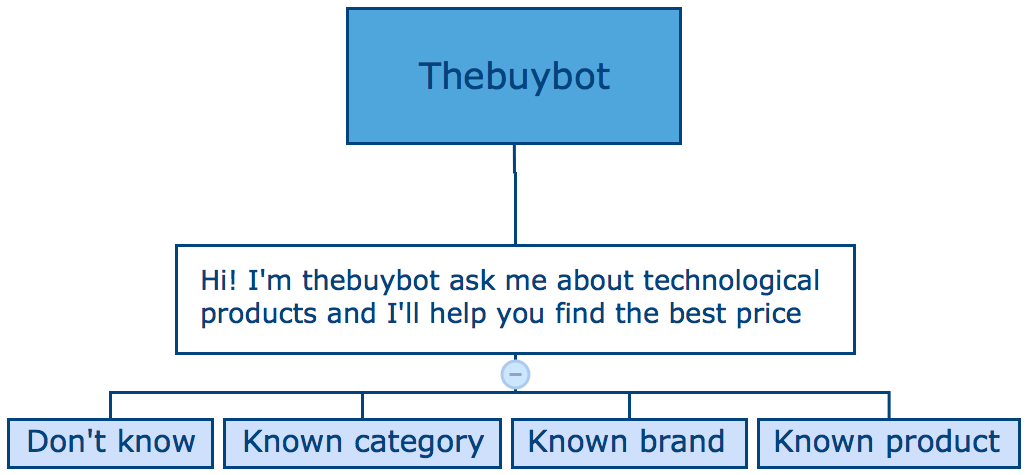 Thebuybot
Hi! I'm thebuybot ask me about technological
products and I'll help you find the best price
Don't know
Known category
Known brand
Known product